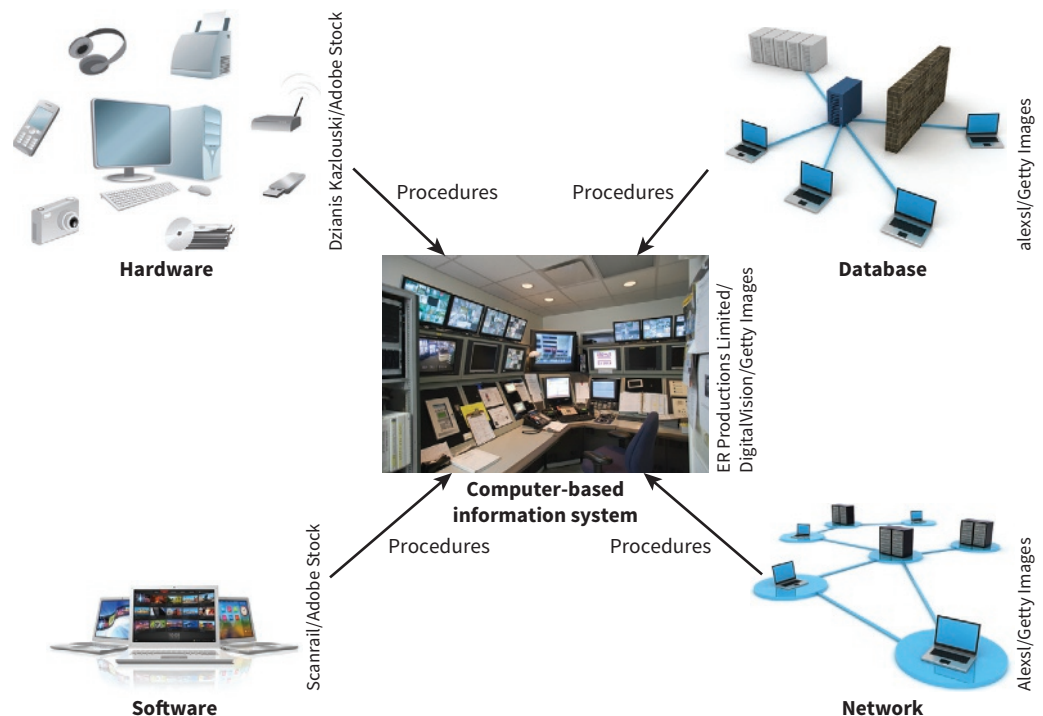 Dzianis Kazlouski/Adobe Stock
Hardware
alexsl/Getty Images
Database
Procedures
Procedures
ER Productions Limited/
DigitalVision/Getty Images
Computer-based
information system
Procedures
Procedures
Scanrail/Adobe Stock
Software
Alexsl/Getty Images
Network